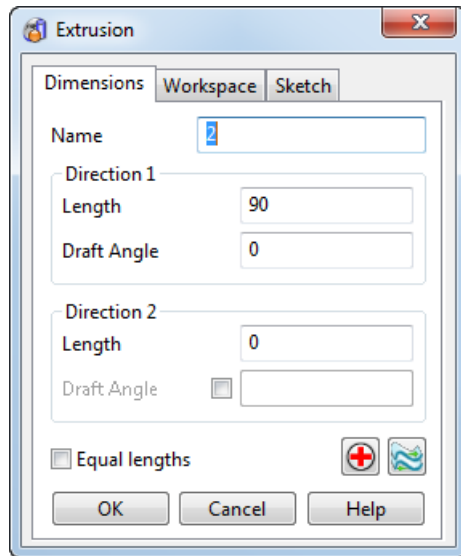 Extrusion
Dimensions Workspace Sketch
Name 2
Direction 1
Length 90
Draft Angle 0
Direction 2
Length 0
Draft Angle
Equal lengths
OK Cancel Help